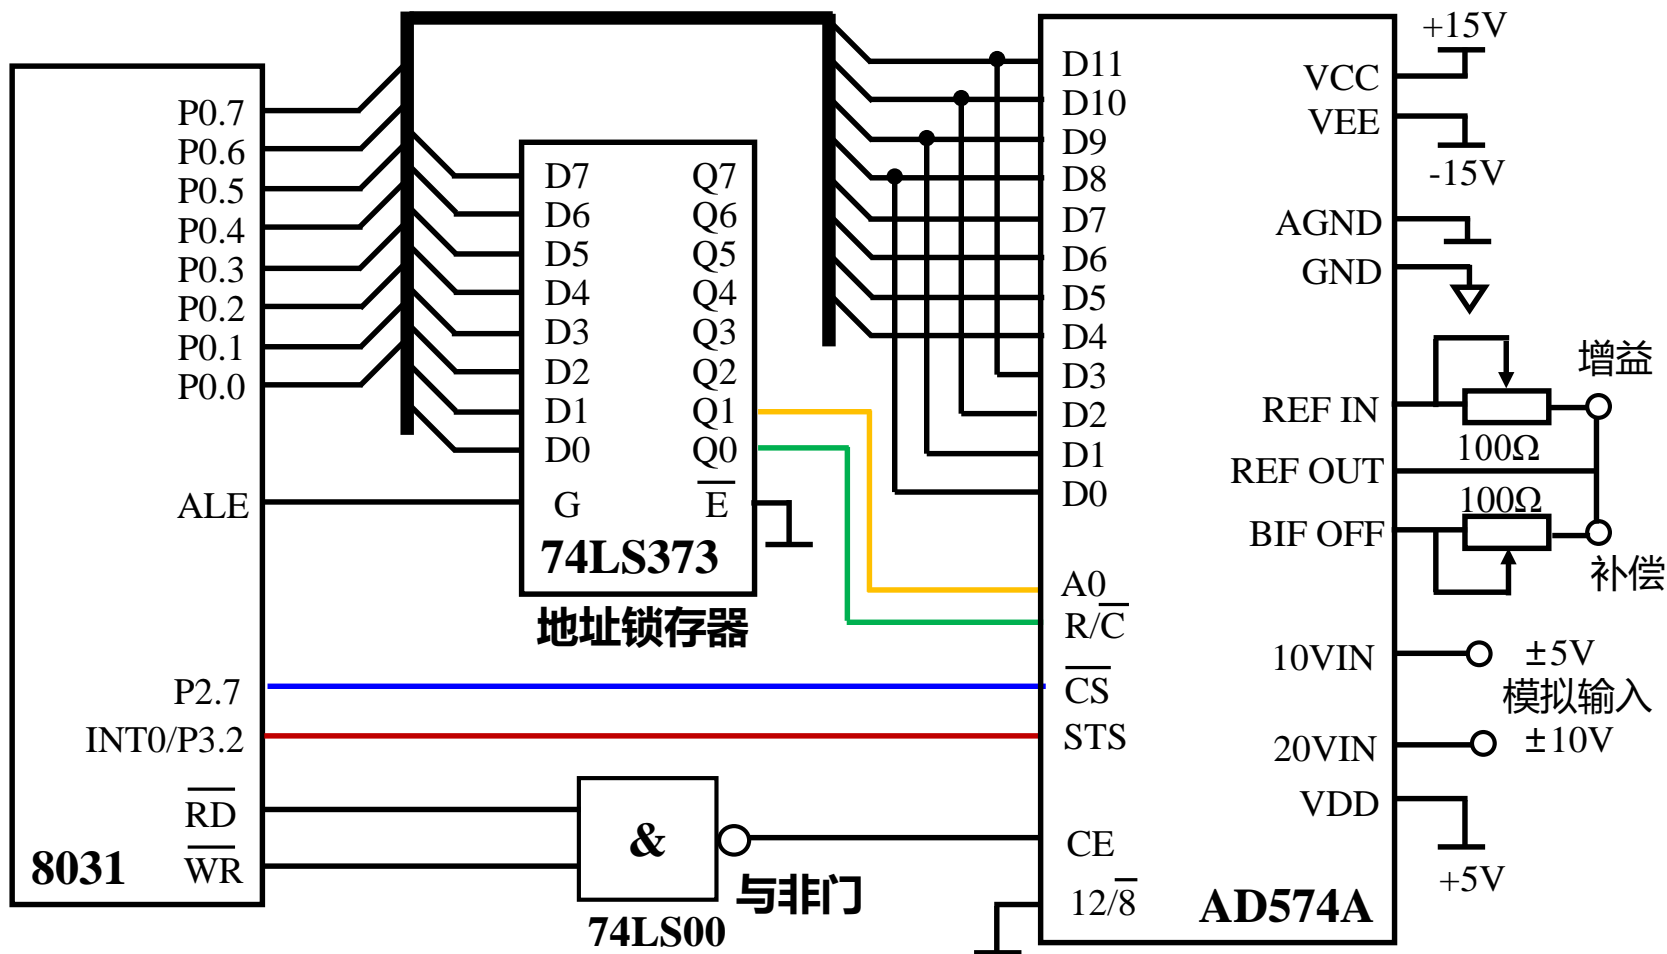 8031
P0.7
P0.6
P0.5
P0.4
P0.3
P0.2
P0.1
P0.0
ALE
P2.7
INT0/P3.2
R̅D̅
W̅R̅
D7 Q7
D6 Q6
D5 Q5
D4 Q4
D3 Q3
D2 Q2
D1 Q1
D0 Q0
G E̅
74LS373
地址锁存器
&
与非门
74LS00
D11
D10
D9
D8
D7
D6
D5
D4
D3
D2
D1
D0
A0
R/C̅
C̅S̅
STS
CE
12/8̅
AD574A
VCC
VEE
AGND
GND
REF IN
REF OUT
BIF OFF
10VIN
20VIN
VDD
+15V
-15V
增益
100Ω
100Ω
补偿
±5V
模拟输入
±10V
+5V